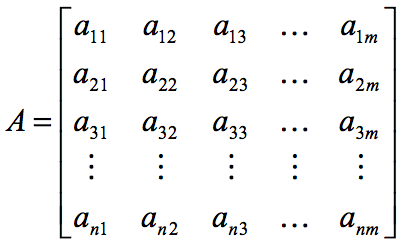 a₁₁ a₁₂ a₁₃ … a₁ₘ
a₂₁ a₂₂ a₂₃ … a₂ₘ
A = a₃₁ a₃₂ a₃₃ … a₃ₘ
⋮ ⋮ ⋮ ⋮ ⋮
aₙ₁ aₙ₂ aₙ₃ … aₙₘ